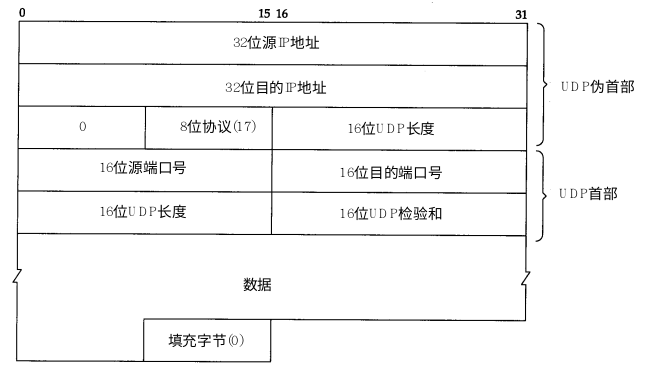 0 15 16 31
32位源IP地址
32位目的IP地址
UDP伪首部
0 8位协议(17) 16位UDP长度
16位源端口号 16位目的端口号
UDP首部
16位UDP长度 16位UDP检验和
数据
填充字节(0)